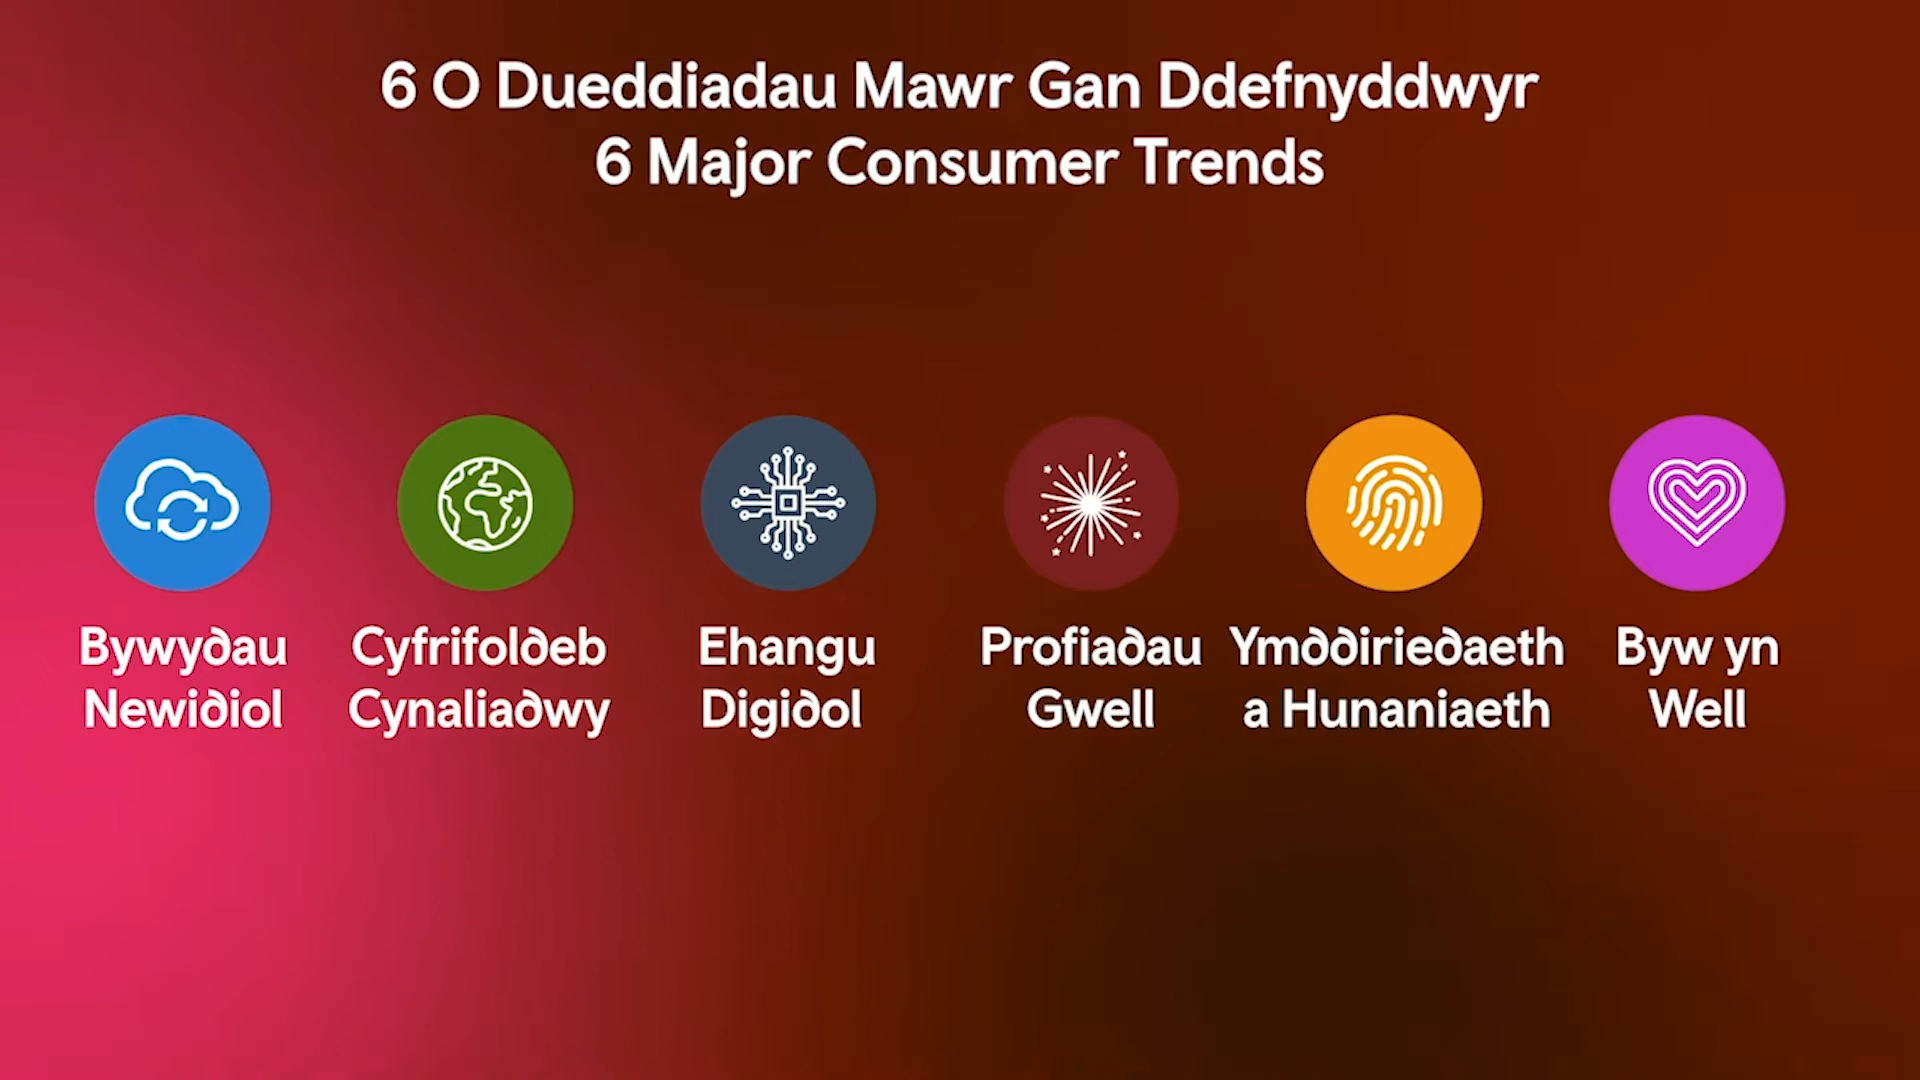 6 O Dueddiadau Mawr Gan Ddefnyddwyr
6 Major Consumer Trends
Bywydau
Newidiol
Cyfrifoldeb
Cynaliadwy
Ehangu
Digidol
Profiadau
Gwell
Ymddiriedaeth
a Hunaniaeth
Byw yn
Well